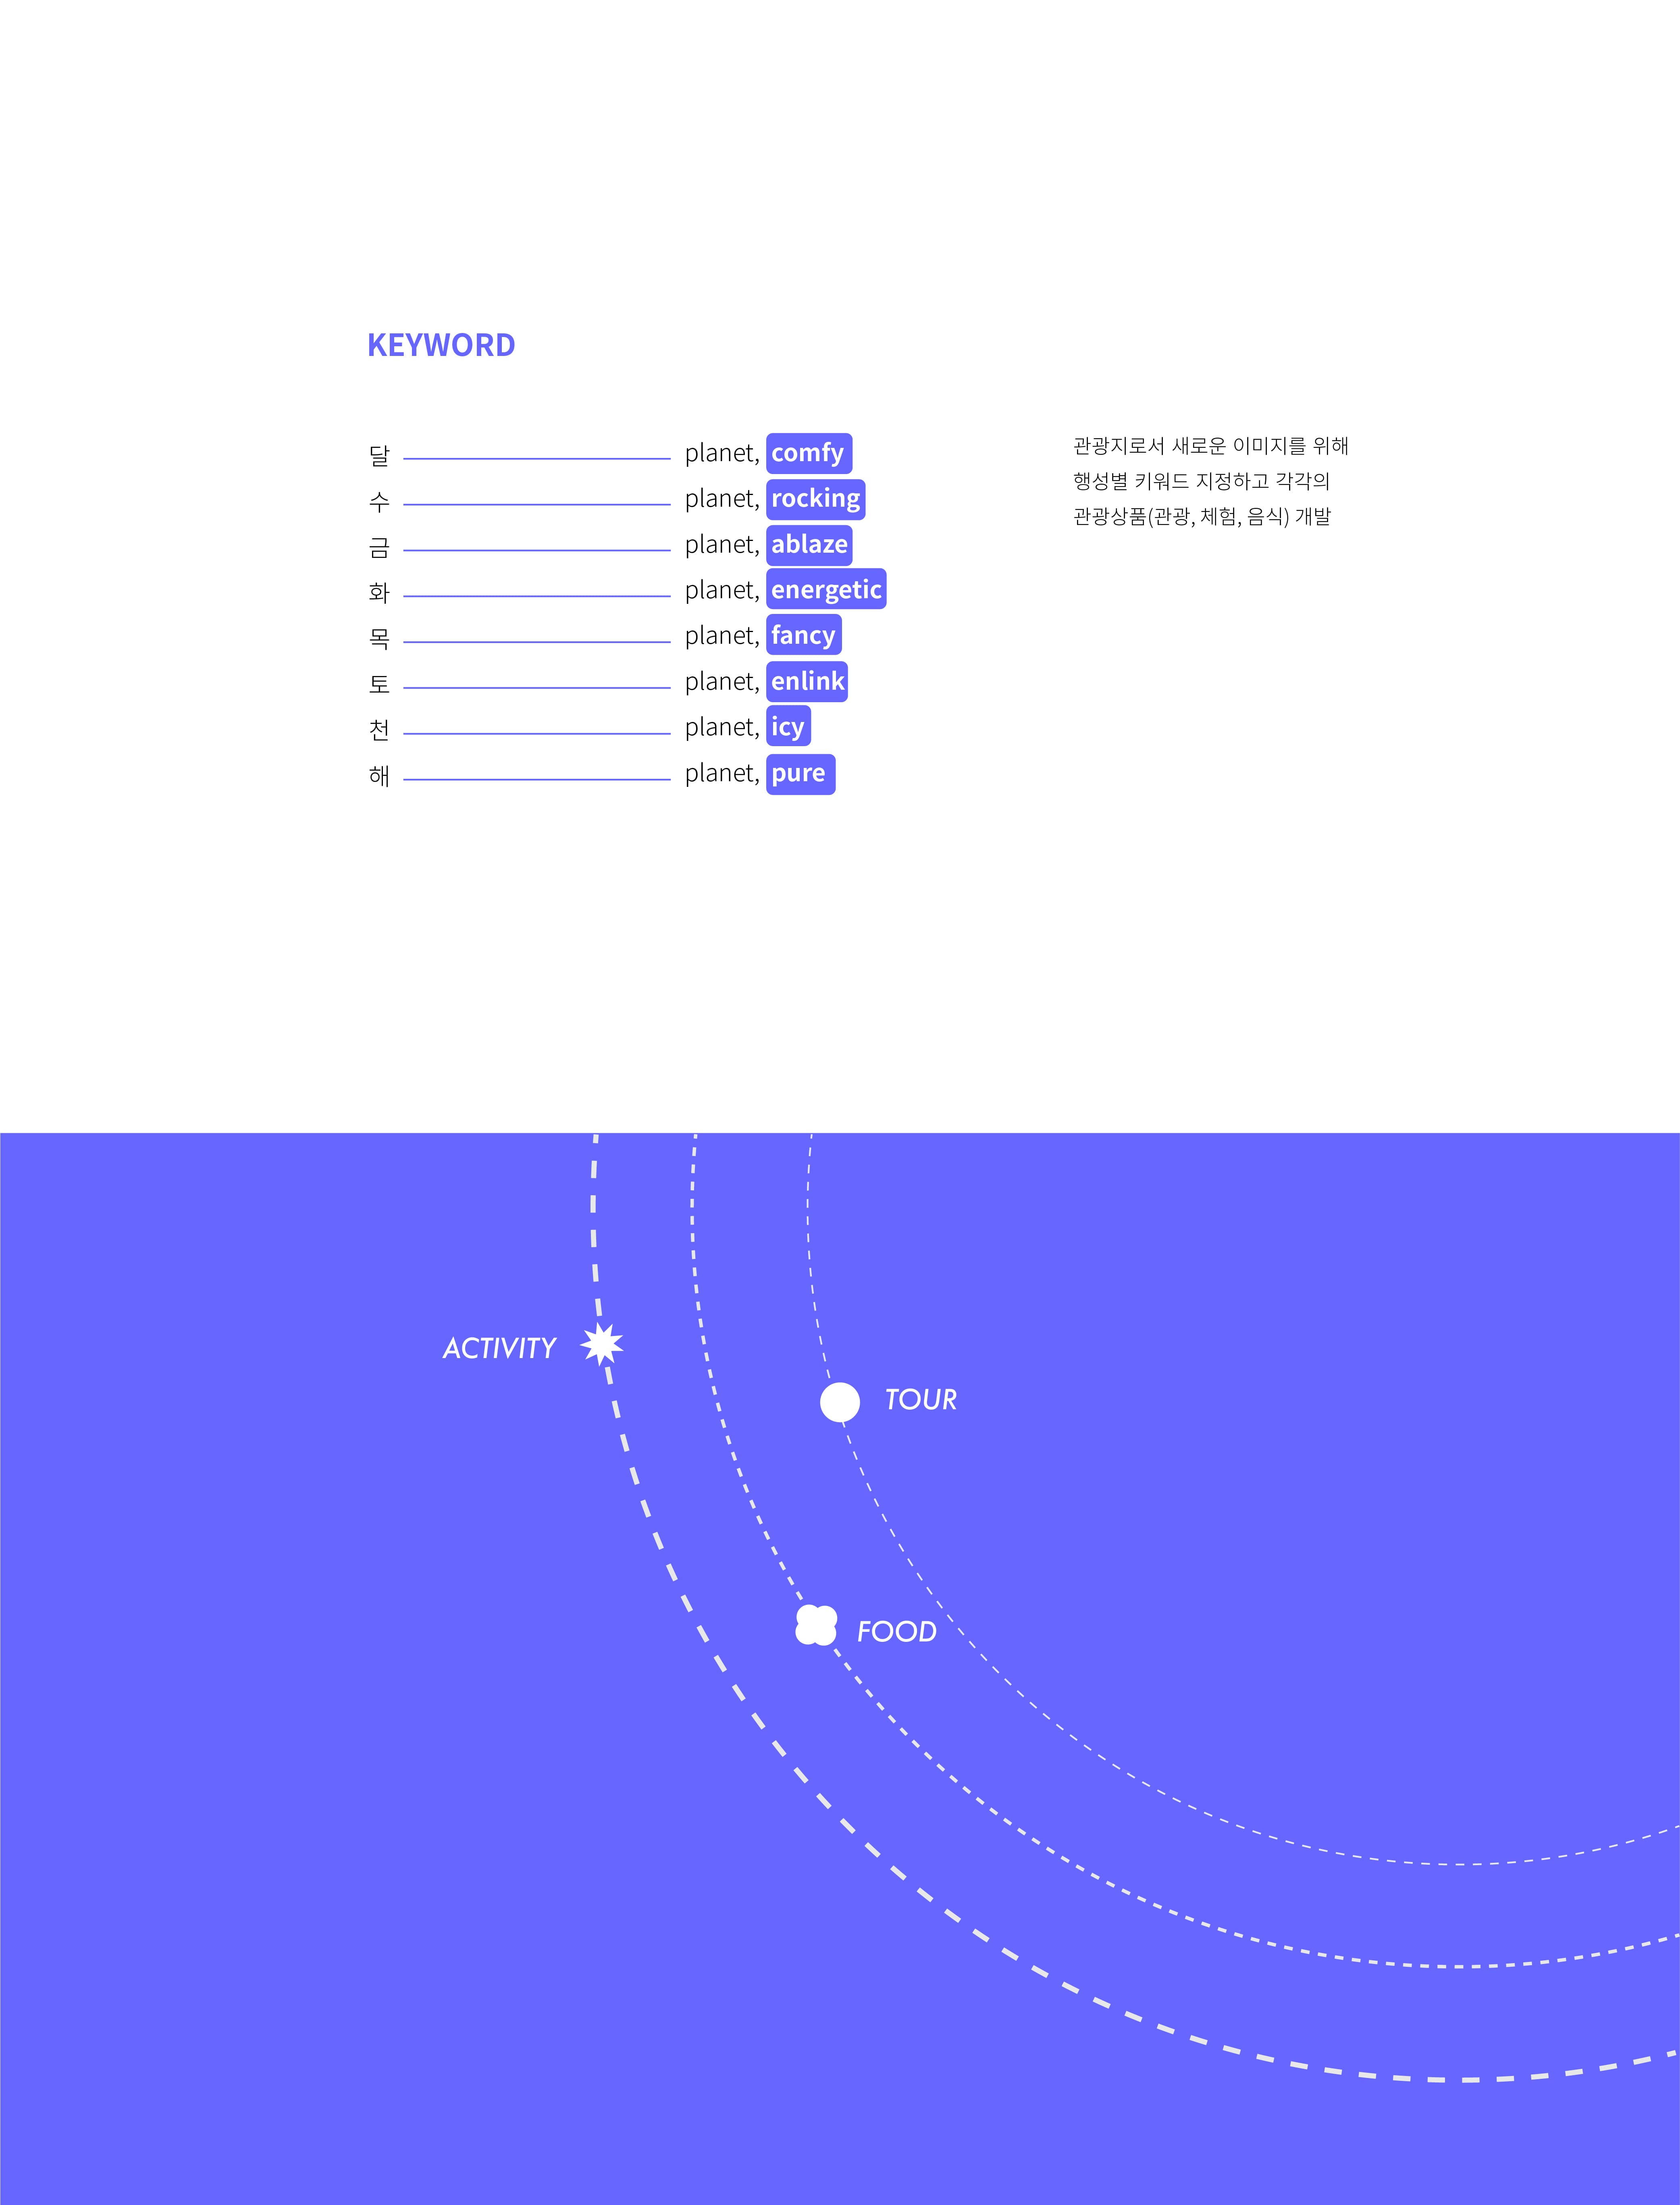 KEYWORD
달 planet, comfy
수 planet, rocking
금 planet, ablaze
화 planet, energetic
목 planet, fancy
토 planet, enlink
천 planet, icy
해 planet, pure
관광지로서 새로운 이미지를 위해
행성별 키워드 지정하고 각각의
관광상품(관광, 체험, 음식) 개발
ACTIVITY
TOUR
FOOD